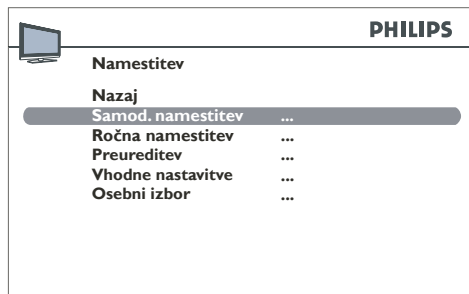 PHILIPS
Namestitev
Nazaj
Samod. namestitev ...
Ročna namestitev ...
Preureditev ...
Vhodne nastavitve ...
Osebni izbor ...